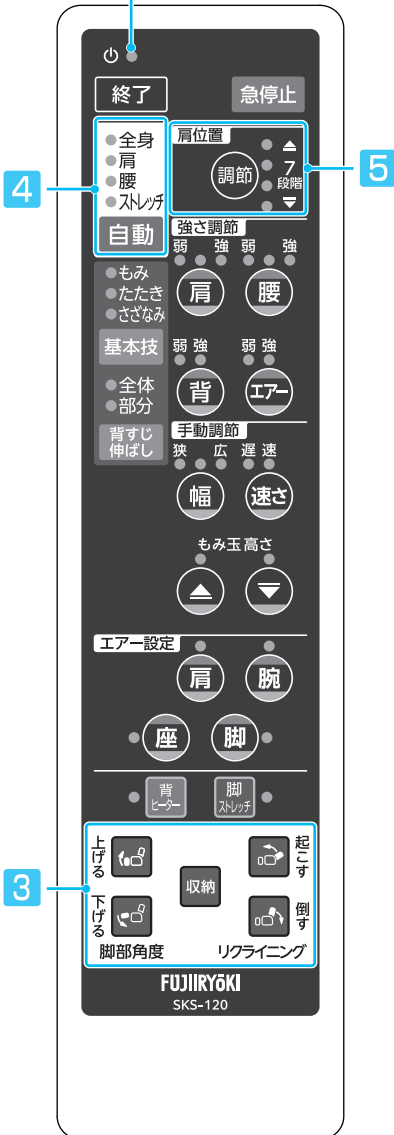 終了
急停止
4
全身
肩
腰
ストレッチ
自動
肩位置
調節
7
段階
5
強さ調節
弱 強 弱 強
肩
腰
もみ
たたき
さざなみ
基本技
弱 強 弱 強
背
エアー
全体
部分
背すじ
伸ばし
手動調節
狭 広 遅 速
幅
速さ
もみ玉高さ
エアー設定
肩
腕
座
脚
背
ヒーター
脚
ストレッチ
3
上げる
下げる
脚部角度
収納
起こす
倒す
リクライニング
FUJIIRYōKI
SKS-120